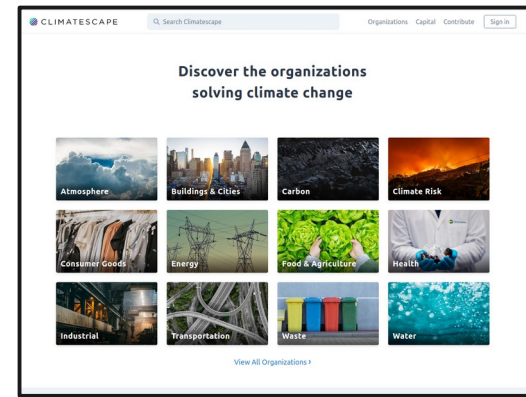 CLIMATESCAPE
Search Climatescape
Organizations Capital Contribute Sign in
Discover the organizations
solving climate change
Atmosphere
Buildings & Cities
Carbon
Climate Risk
Consumer Goods
Energy
Food & Agriculture
Health
Industrial
Transportation
Waste
Water
View All Organizations ›